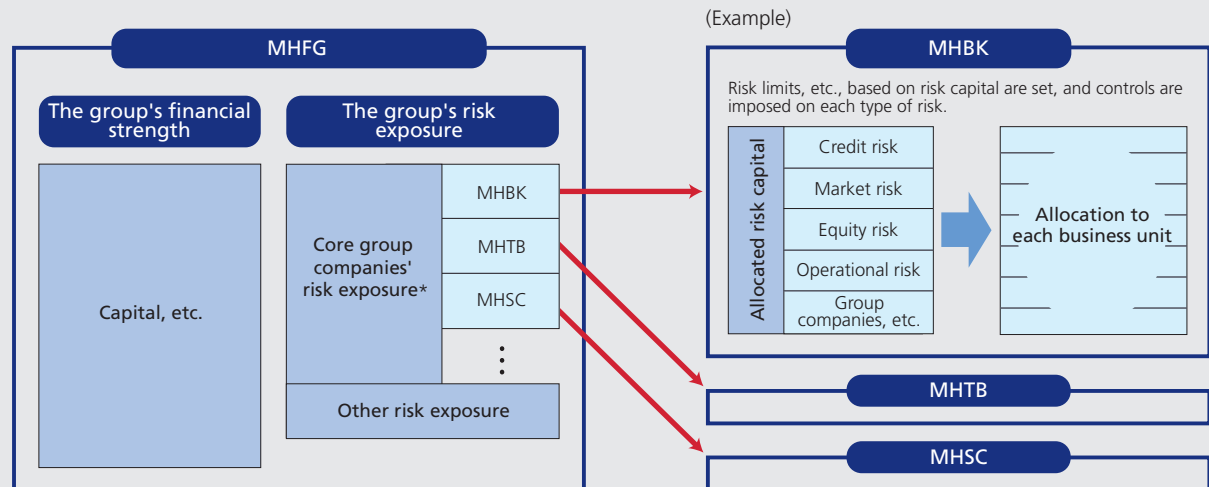 MHFG
The group's financial
strength
Capital, etc.
The group's risk
exposure
Core group
companies'
risk exposure*
MHBK
MHTB
MHSC
Other risk exposure
(Example)
MHBK
Risk limits, etc., based on risk capital are set, and controls are
imposed on each type of risk.
Allocated risk capital
Credit risk
Market risk
Equity risk
Operational risk
Group
companies, etc.
Allocation to
each business unit
MHTB
MHSC